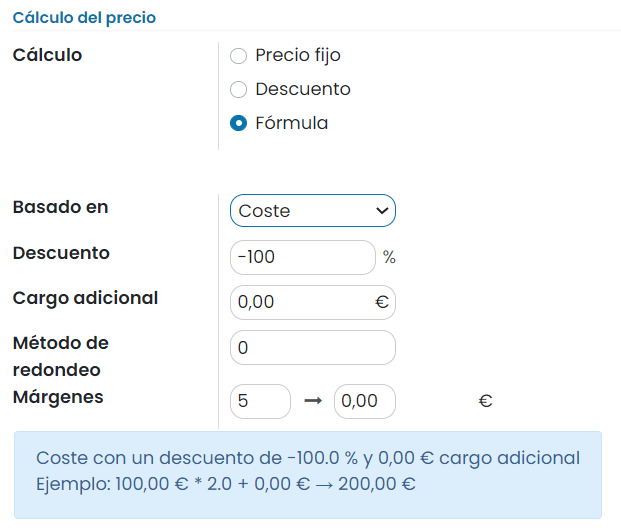 Cálculo del precio
Cálculo
Precio fijo
Descuento
Fórmula
Basado en
Coste
Descuento
-100 %
Cargo adicional
0,00 €
Método de
redondeo
0
Márgenes
5 → 0,00 €
Coste con un descuento de -100.0 % y 0,00 € cargo adicional
Ejemplo: 100,00 € * 2.0 + 0,00 € → 200,00 €